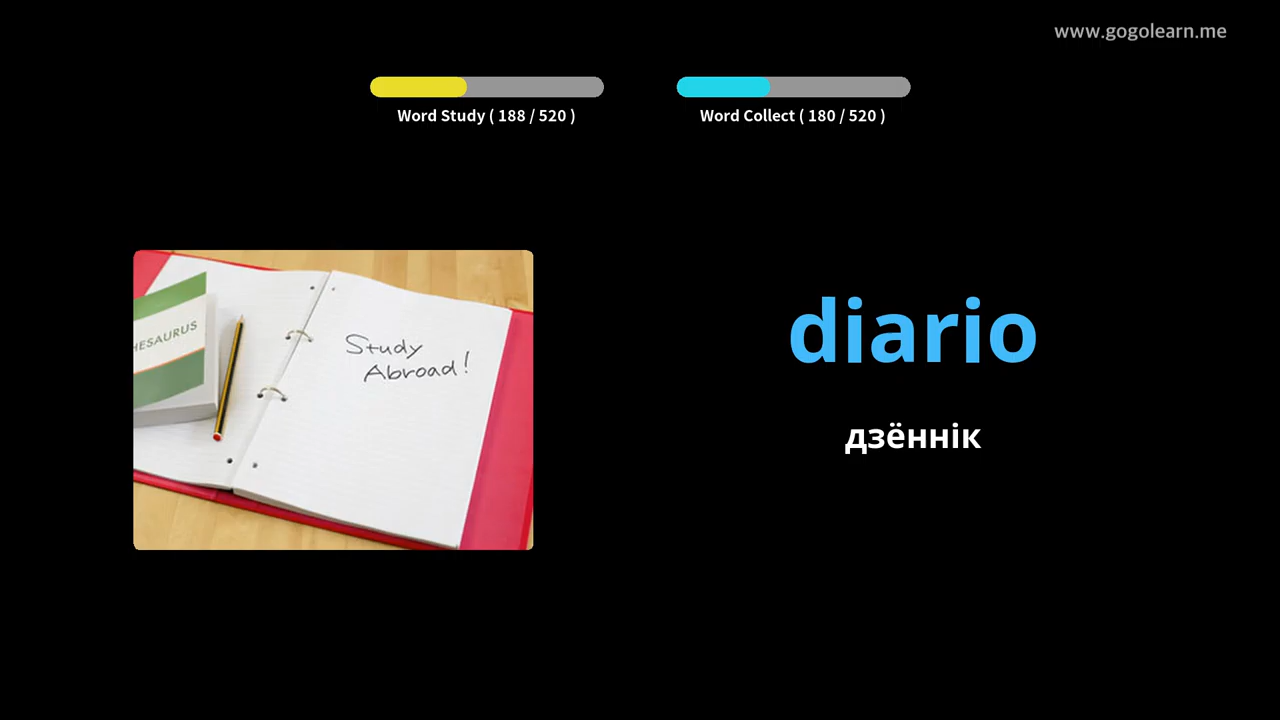 www.gogolearn.me
Word Study ( 188 / 520 )
Word Collect ( 180 / 520 )
HESAURUS
Study
Abroad!
diario
дзённік